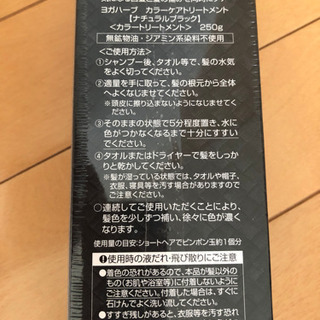 ヨガハーブ カラーケアトリートメント
【ナチュラルブラック】
<カラートリートメント> 250g
無鉱物油・ジアミン系染料不使用
<ご使用方法>
①シャンプー後、タオル等で、髪の水気
をよく切ってください。
②適量を手に取って、髪の根元から全体
へよくなじませてください。
※頭皮に擦り込まないようになじませてく
ださい。
③そのままの状態で5分程度置き、水に
色がつかなくなるまで十分にすすい
でください。
④タオルまたはドライヤーで髪をしっか
りと乾かしてください。
※髪が湿っている状態では、タオルや帽子、
衣服、寝具等を汚す場合がありますのでご
注意ください。
○連続してご使用いただくことにより、
髪色を少しずつ補い、徐々に色が濃く
なります。
使用量の目安:ショートヘアでピンポン玉約1個分
!使用時の液だれ・飛び散りにご注意
●着色の恐れがあるので、本品が髪以外の
もの(お肌や浴室等)に付着しないように
ご注意ください。付着した場合は、すぐに
石けんでよく洗い流してください。
●すすぎ残しがあると、衣服等を汚す恐れ